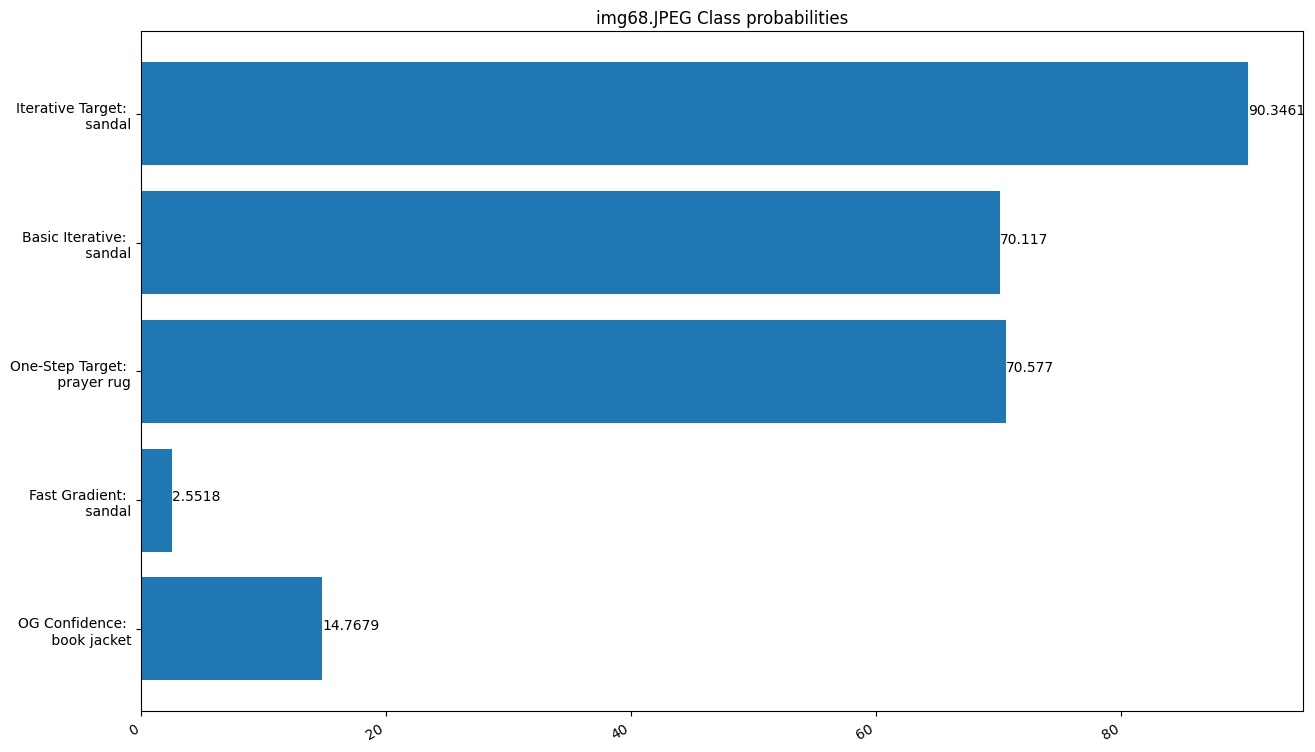 img68.JPEG Class probabilities
Iterative Target:
sandal
90.3461
Basic Iterative:
sandal
70.117
One-Step Target:
prayer rug
70.577
Fast Gradient:
sandal
2.5518
OG Confidence:
book jacket
14.7679
0
20
40
60
80